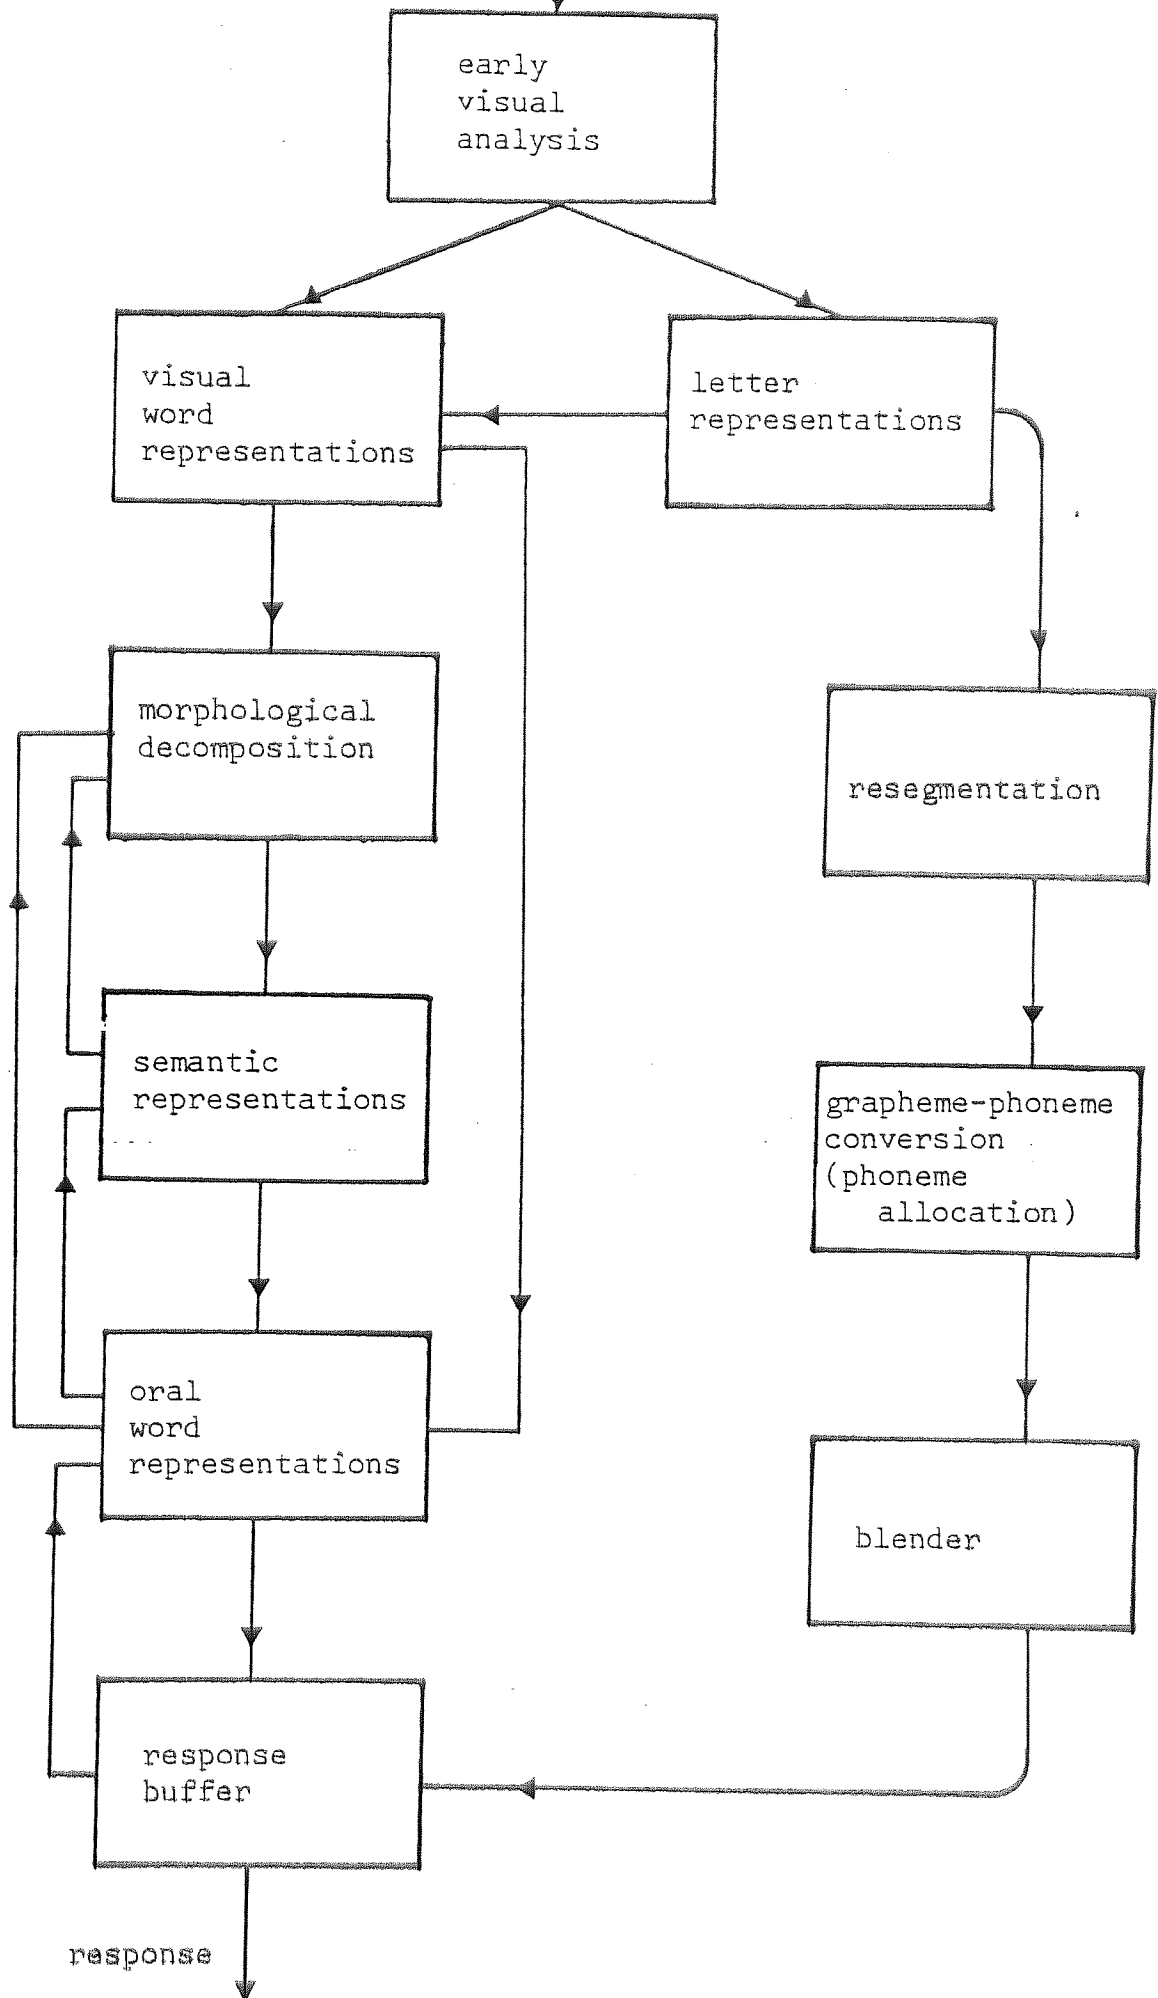 early
visual
analysis
visual
word
representations
letter
representations
morphological
decomposition
resegmentation
semantic
representations
grapheme-phoneme
conversion
(phoneme
allocation)
oral
word
representations
blender
response
buffer
response